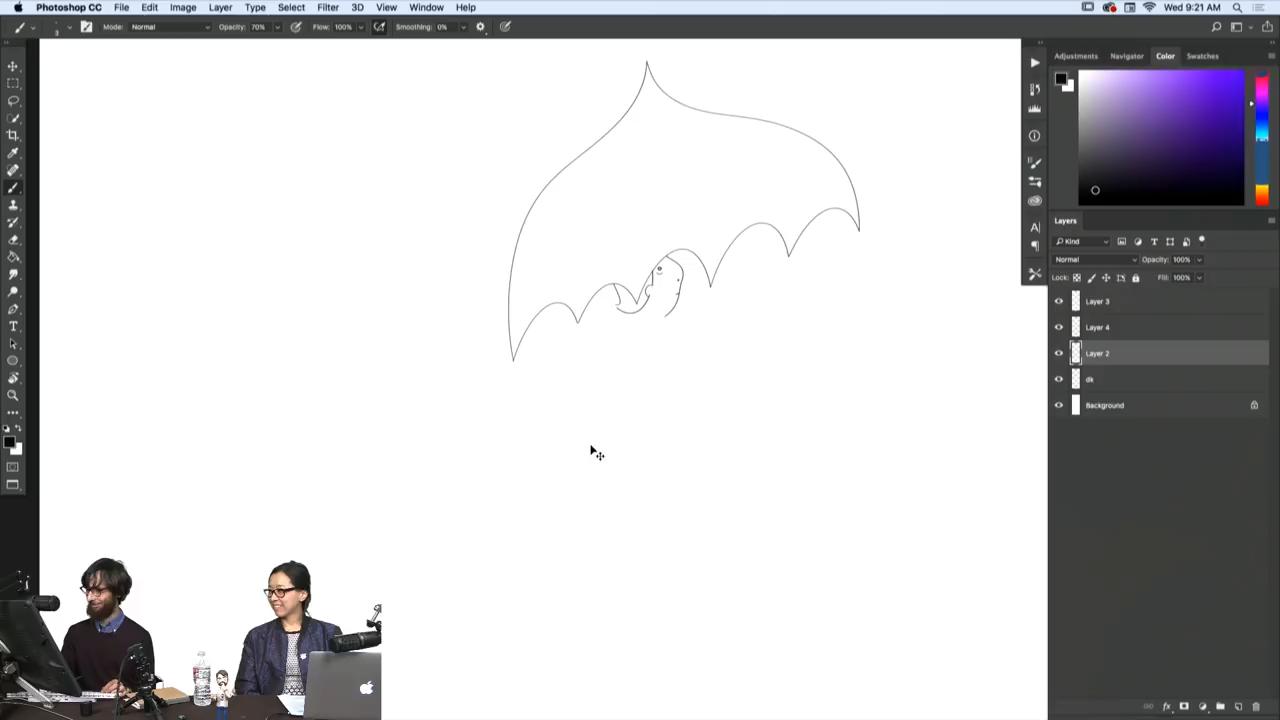 Photoshop CC File Edit Image Layer Type Select Filter 3D View Window Help Wed 9:21 AM
3 Mode: Normal Opacity: 70% Flow: 100% Smoothing: 0%
Adjustments Navigator Color Swatches
Layers
Kind
Normal Opacity: 100%
Lock: Fill: 100%
Layer 3
Layer 4
Layer 2
dk
Background